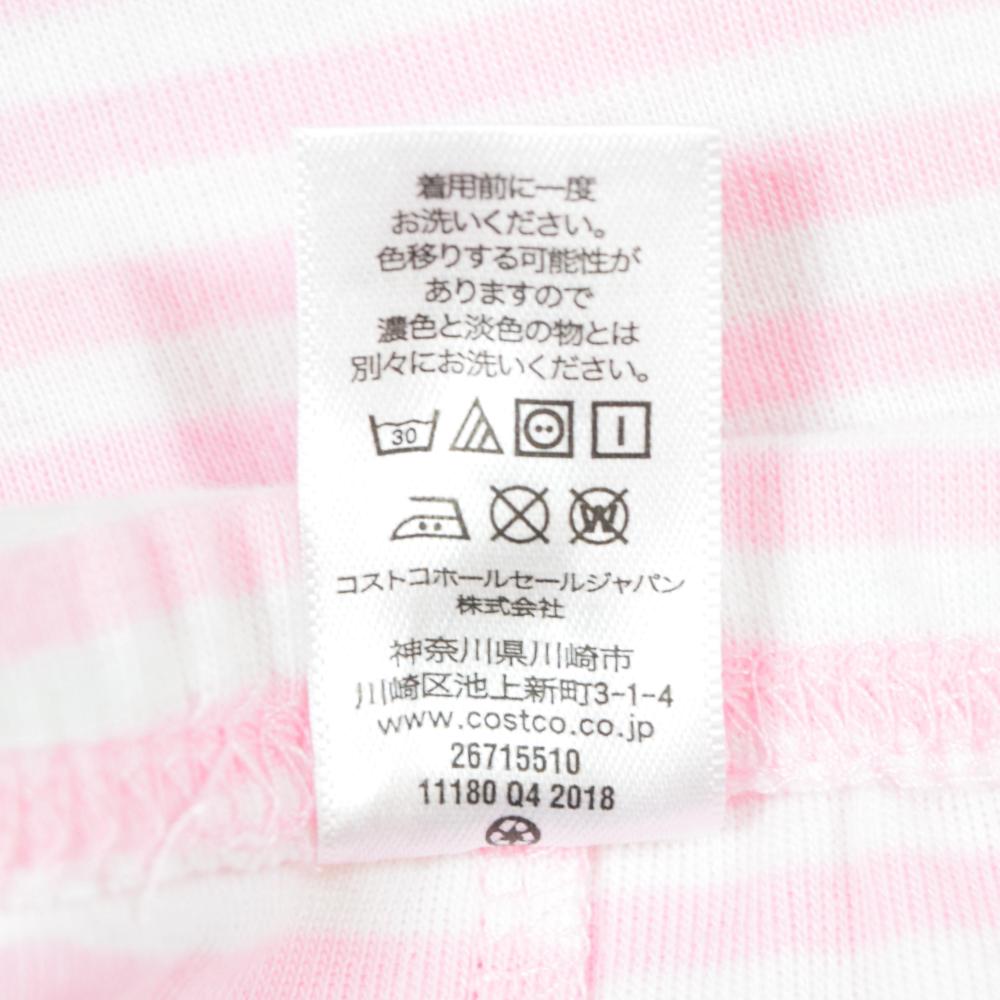 着用前に一度
お洗いください。
色移りする可能性が
ありますので
濃色と淡色の物とは
別々にお洗いください。
30
I
W
コストコホールセールジャパン
株式会社
神奈川県川崎市
川崎区池上新町3-1-4
www.costco.co.jp
26715510
11180 Q4 2018